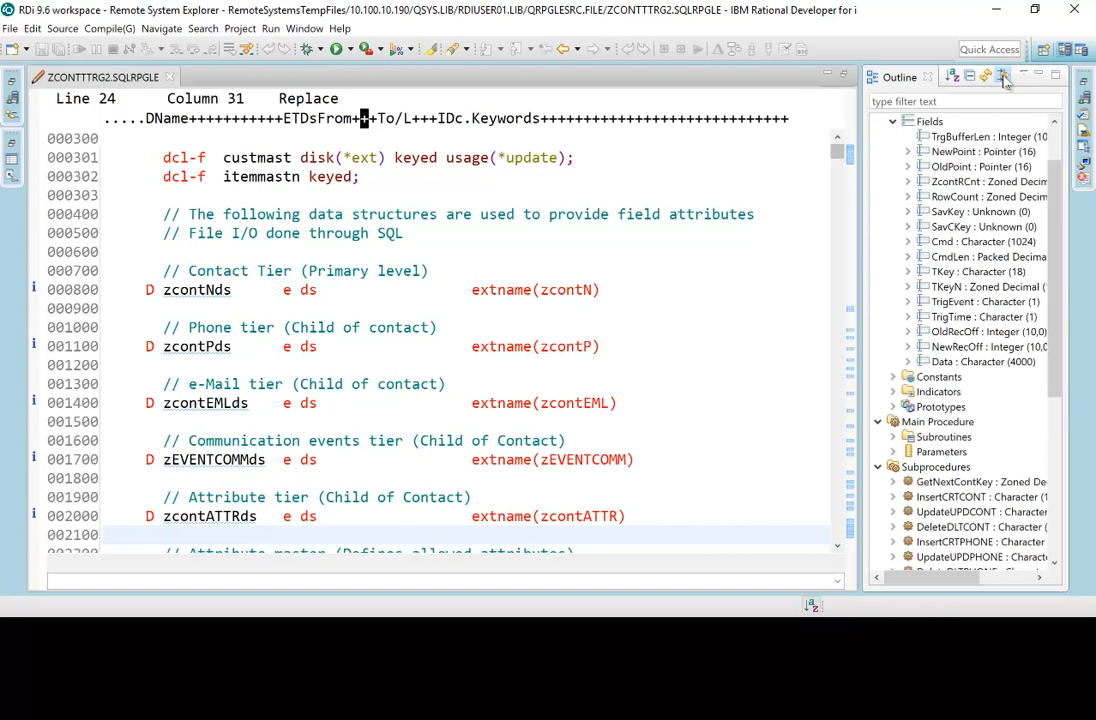 RDi 9.6 workspace - Remote System Explorer - RemoteSystemsTempFiles/10.100.10.190/QSYS.LIB/RDIUSER01.LIB/QRPGLESRC.FILE/ZCONTTTRG2.SQLRPGLE - IBM Rational Developer for i
File Edit Source Compile(G) Navigate Search Project Run Window Help
Quick Access
ZCONTTTRG2.SQLRPGLE
Line 24 Column 31 Replace
.....DName+++++++++++ETDsFrom+++To/L+++IDc.Keywords+++++++++++++++++++++++++++++
000300
000301 dcl-f custmast disk(*ext) keyed usage(*update);
000302 dcl-f itemmastn keyed;
000303
000400 // The following data structures are used to provide field attributes
000500 // File I/O done through SQL
000600
000700 // Contact Tier (Primary level)
000800 D zcontNds e ds extname(zcontN)
000900
001000 // Phone tier (Child of contact)
001100 D zcontPds e ds extname(zcontP)
001200
001300 // e-Mail tier (Child of contact)
001400 D zcontEMLds e ds extname(zcontEML)
001500
001600 // Communication events tier (Child of Contact)
001700 D zEVENTCOMMds e ds extname(zEVENTCOMM)
001800
001900 // Attribute tier (Child of Contact)
002000 D zcontATTRds e ds extname(zcontATTR)
002100
002200 // Attribute master (Defines allowed attributes)
Outline
type filter text
Fields
TrgBufferLen : Integer (10
NewPoint : Pointer (16)
OldPoint : Pointer (16)
ZcontRCnt : Zoned Decim
RowCount : Zoned Decim
SavKey : Unknown (0)
SavCKey : Unknown (0)
Cmd : Character (1024)
CmdLen : Packed Decima
TKey : Character (18)
TKeyN : Zoned Decimal (
TrigEvent : Character (1)
TrigTime : Character (1)
OldRecOff : Integer (10,0)
NewRecOff : Integer (10,0
Data : Character (4000)
Constants
Indicators
Prototypes
Main Procedure
Subroutines
Parameters
Subprocedures
GetNextContKey : Zoned De
InsertCRTCONT : Character (1
UpdateUPDCONT : Characte
DeleteDLTCONT : Character (
InsertCRTPHONE : Character
UpdateUPDPHONE : Charact